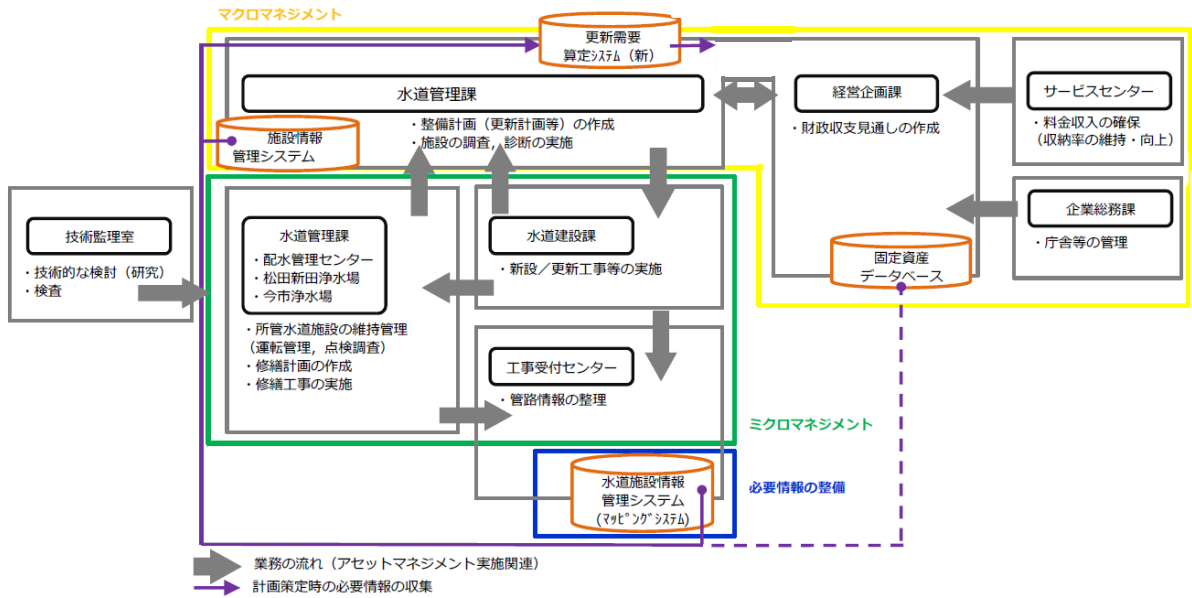 マクロマネジメント
更新需要
算定ｼｽﾃﾑ（新）
水道管理課
・整備計画（更新計画等）の作成
・施設の調査，診断の実施
施設情報
管理システム
経営企画課
・財政収支見通しの作成
サービスセンター
・料金収入の確保
（収納率の維持・向上）
企業総務課
・庁舎等の管理
固定資産
データベース
技術監理室
・技術的な検討（研究）
・検査
水道管理課
・配水管理センター
・松田新田浄水場
・今市浄水場
・所管水道施設の維持管理
（運転管理，点検調査）
・修繕計画の作成
・修繕工事の実施
水道建設課
・新設／更新工事等の実施
工事受付センター
・管路情報の整理
ミクロマネジメント
水道施設情報
管理システム
(ﾏｯﾋﾟﾝｸﾞｼｽﾃﾑ)
必要情報の整備
業務の流れ（アセットマネジメント実施関連）
計画策定時の必要情報の収集